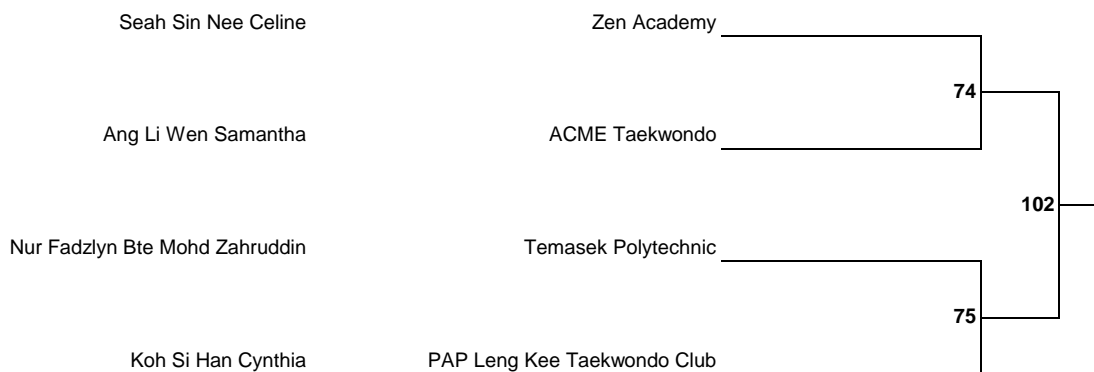 Seah Sin Nee Celine Zen Academy
74
Ang Li Wen Samantha ACME Taekwondo
102
Nur Fadzlyn Bte Mohd Zahruddin Temasek Polytechnic
75
Koh Si Han Cynthia PAP Leng Kee Taekwondo Club